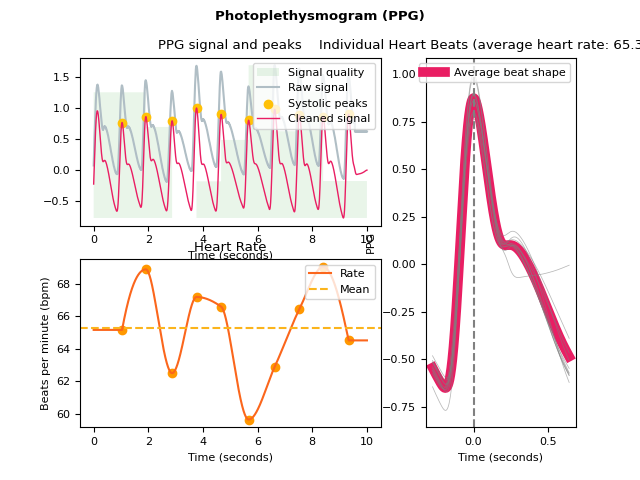 Photoplethysmogram (PPG)
PPG signal and peaks
Individual Heart Beats (average heart rate: 65.3
Signal quality
Raw signal
Systolic peaks
Cleaned signal
1.5
1.0
0.5
0.0
−0.5
0 2 4 6 8 10
Time (seconds)
Heart Rate
Rate
Mean
Beats per minute (bpm)
68
66
64
62
60
0 2 4 6 8 10
Time (seconds)
Average beat shape
PPG
1.00
0.75
0.50
0.25
0.00
−0.25
−0.50
−0.75
0.0 0.5
Time (seconds)